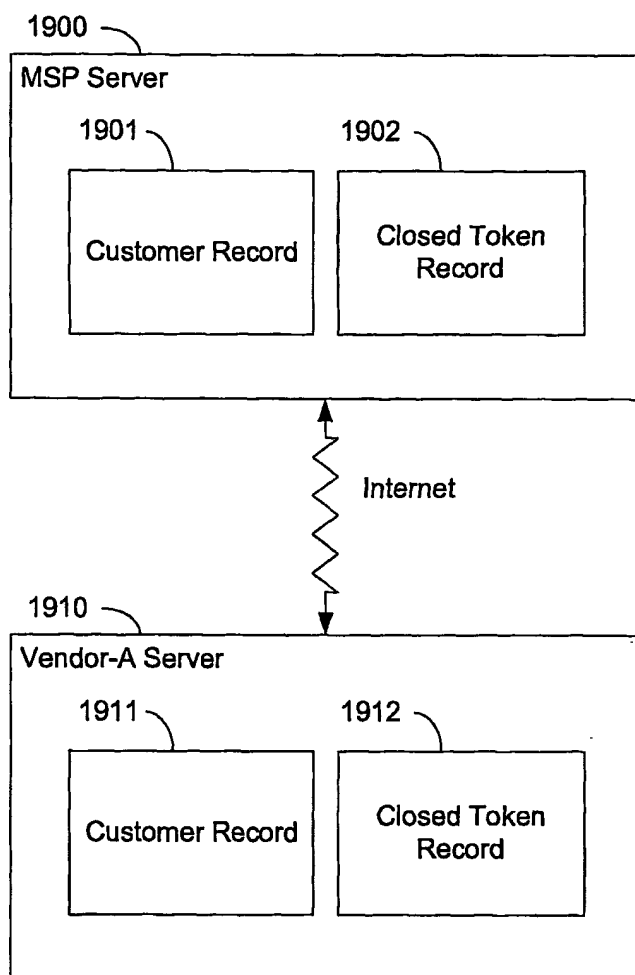 1900
MSP Server
1901
1902
Customer Record
Closed Token
Record
Internet
1910
Vendor-A Server
1911
1912
Customer Record
Closed Token
Record